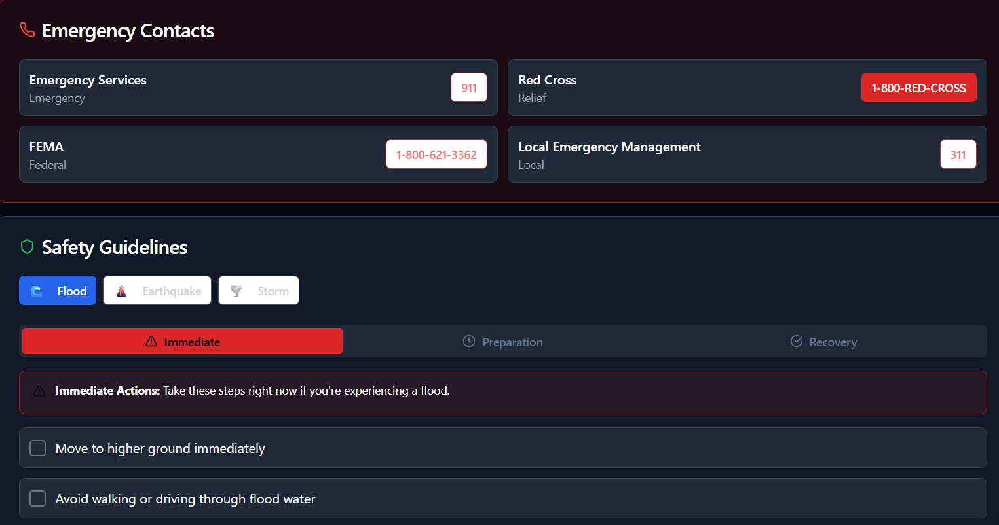 Emergency Contacts
Emergency Services
Emergency
911
Red Cross
Relief
1-800-RED-CROSS
FEMA
Federal
1-800-621-3362
Local Emergency Management
Local
311
Safety Guidelines
Flood
Earthquake
Storm
Immediate
Preparation
Recovery
Immediate Actions: Take these steps right now if you're experiencing a flood.
Move to higher ground immediately
Avoid walking or driving through flood water